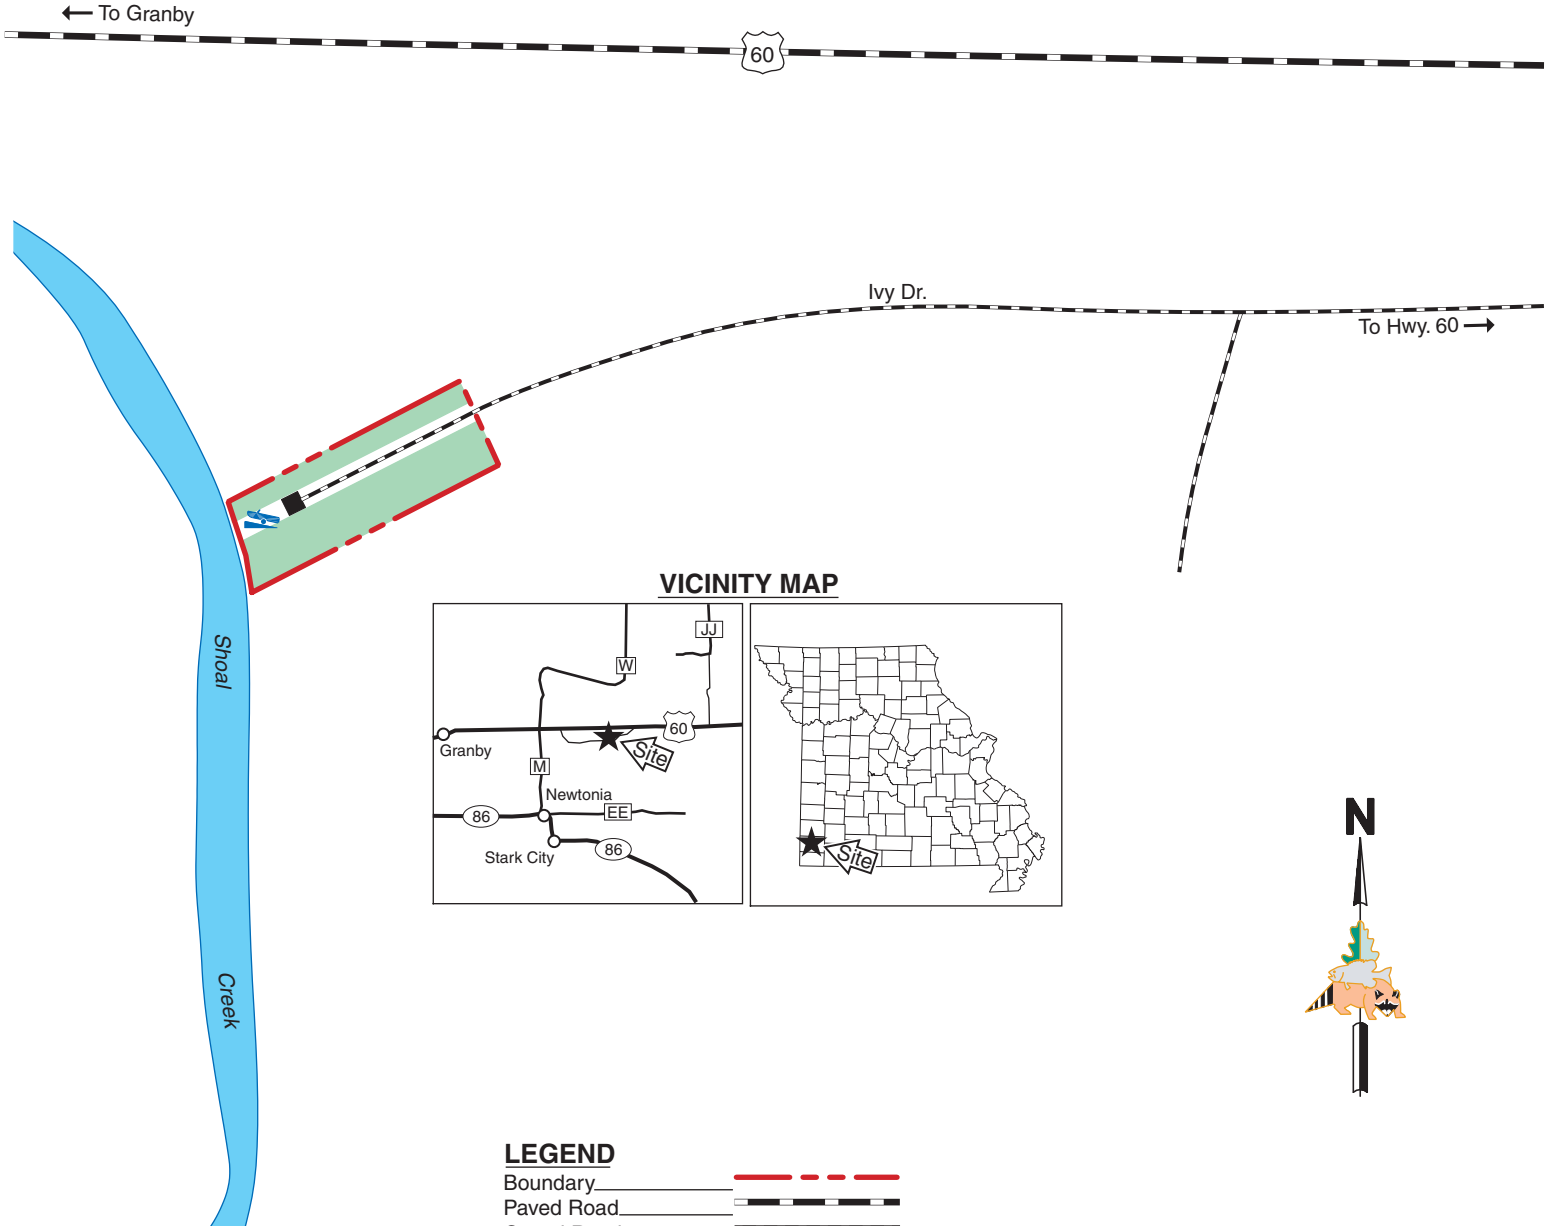 To Granby
60
Ivy Dr.
To Hwy. 60
Shoal
Creek
VICINITY MAP
JJ
W
60
Granby
Site
M
Newtonia
86
EE
Stark City
86
Site
N
LEGEND
Boundary
Paved Road